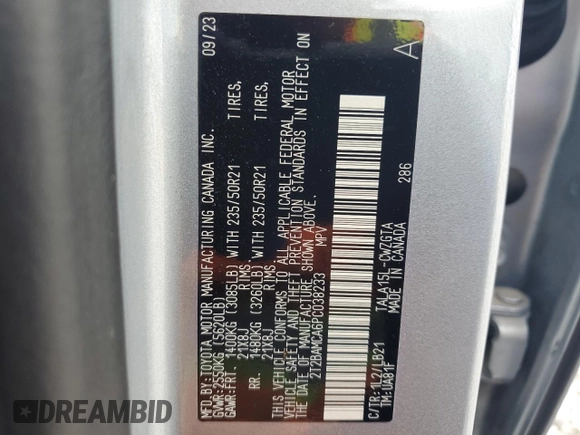 MFD. BY: TOYOTA MOTOR MANUFACTURING CANADA INC. 09/23
GVWR: 2550KG (5620LB)
GAWR: FRT. 1400KG (3085LB) WITH 235/50R21 TIRES,
21X8J RIMS
RR. 1480KG (3260LB) WITH 235/50R21 TIRES,
21X8J RIMS
THIS VEHICLE CONFORMS TO ALL APPLICABLE FEDERAL MOTOR
VEHICLE SAFETY AND THEFT PREVENTION STANDARDS IN EFFECT ON
THE DATE OF MANUFACTURE SHOWN ABOVE.
2T2BAMCA6PC038233 MPV
A
C/TR: 1L2/LB21 TALA15L-CWZGTA 286
TM: UA81F MADE IN CANADA
DREAMBID